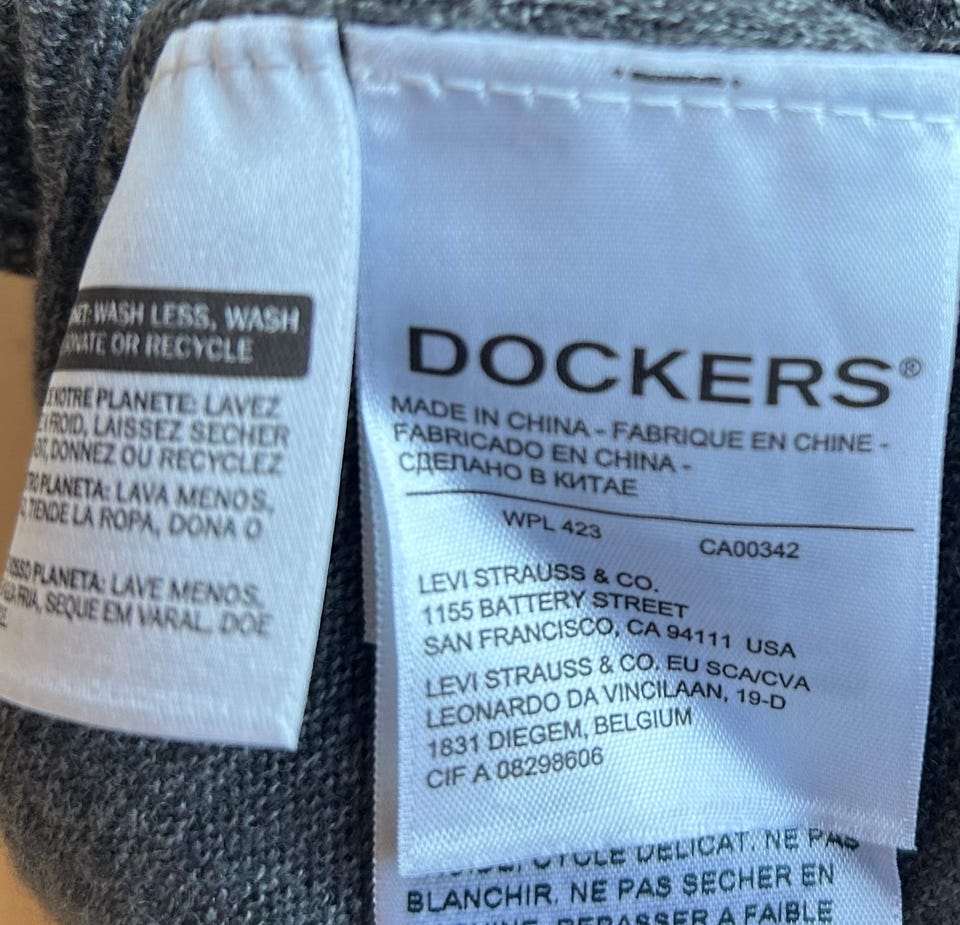 WASH LESS, WASH
OR RECYCLE
NOTRE PLANETE: LAVEZ
FROID, LAISSEZ SECHER
DONNEZ OU RECYCLEZ
PLANETA: LAVA MENOS,
TIENDE LA ROPA, DONA O
PLANETA: LAVE MENOS,
FRIA, SEQUE EM VARAL. DOE
DOCKERS®
MADE IN CHINA - FABRIQUE EN CHINE -
FABRICADO EN CHINA -
СДЕЛАНО В КИТАЕ
WPL 423 CA00342
LEVI STRAUSS & CO.
1155 BATTERY STREET
SAN FRANCISCO, CA 94111 USA
LEVI STRAUSS & CO. EU SCA/CVA
LEONARDO DA VINCILAAN, 19-D
1831 DIEGEM, BELGIUM
CIF A 08298606
DELICAT. NE PAS
BLANCHIR. NE PAS SECHER EN
REPASSER A FAIBLE